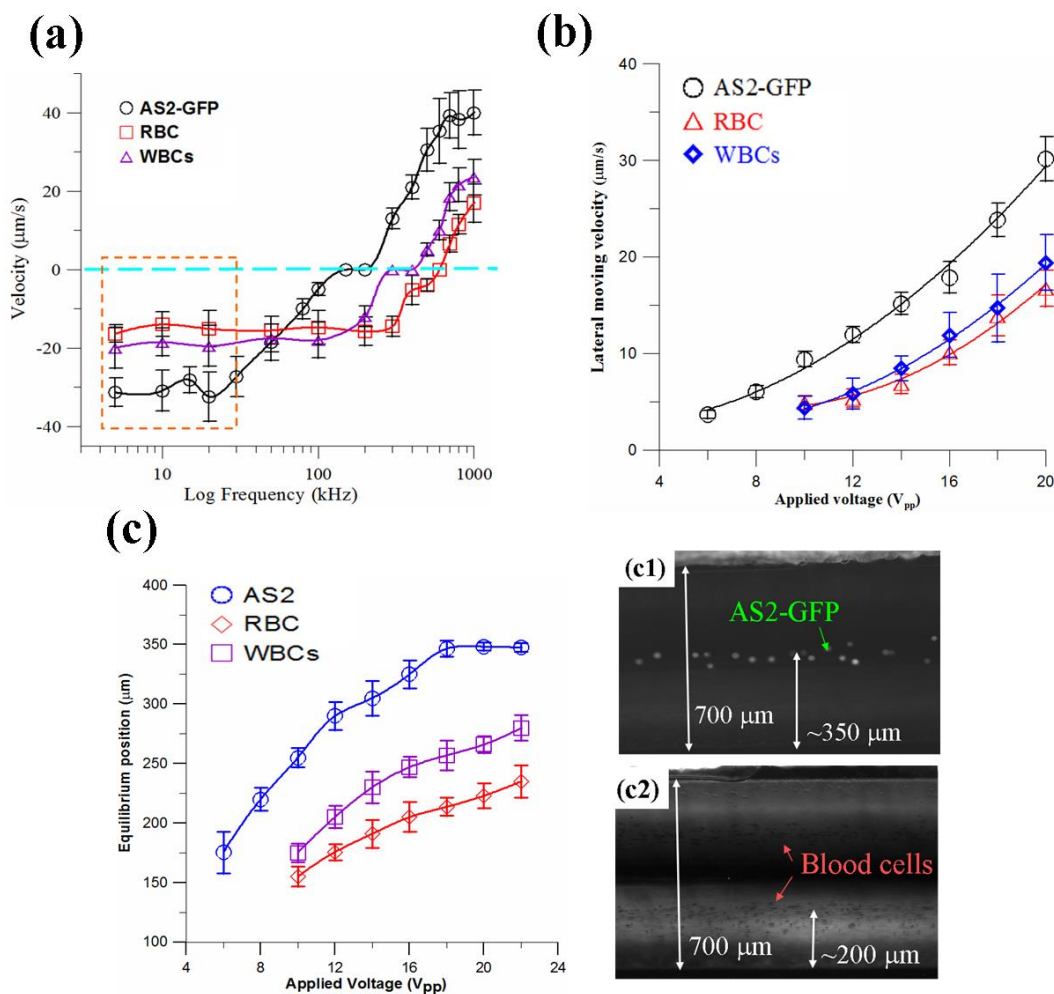 (a)
AS2-GFP
RBC
WBCs
40
20
0
-20
-40
Velocity (μm/s)
10
100
1000
Log Frequency (kHz)
(b)
AS2-GFP
RBC
WBCs
40
30
20
10
0
Lateral moving velocity (μm/s)
4
8
12
16
20
Applied voltage (Vpp)
(c)
AS2
RBC
WBCs
400
350
300
250
200
150
100
Equilibrium position (μm)
4
8
12
16
20
24
Applied Voltage (Vpp)
(c1)
AS2-GFP
700 μm
~350 μm
(c2)
Blood cells
700 μm
~200 μm